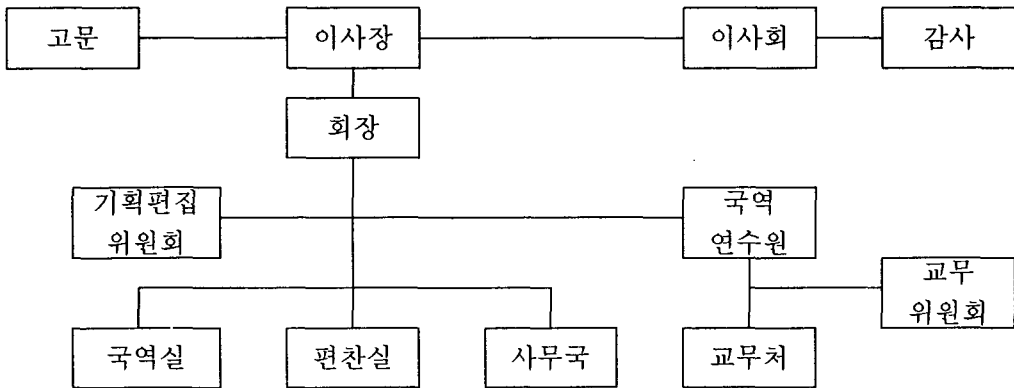 고문
이사장
이사회
감사
회장
기획편집
위원회
국역
연수원
교무
위원회
국역실
편찬실
사무국
교무처